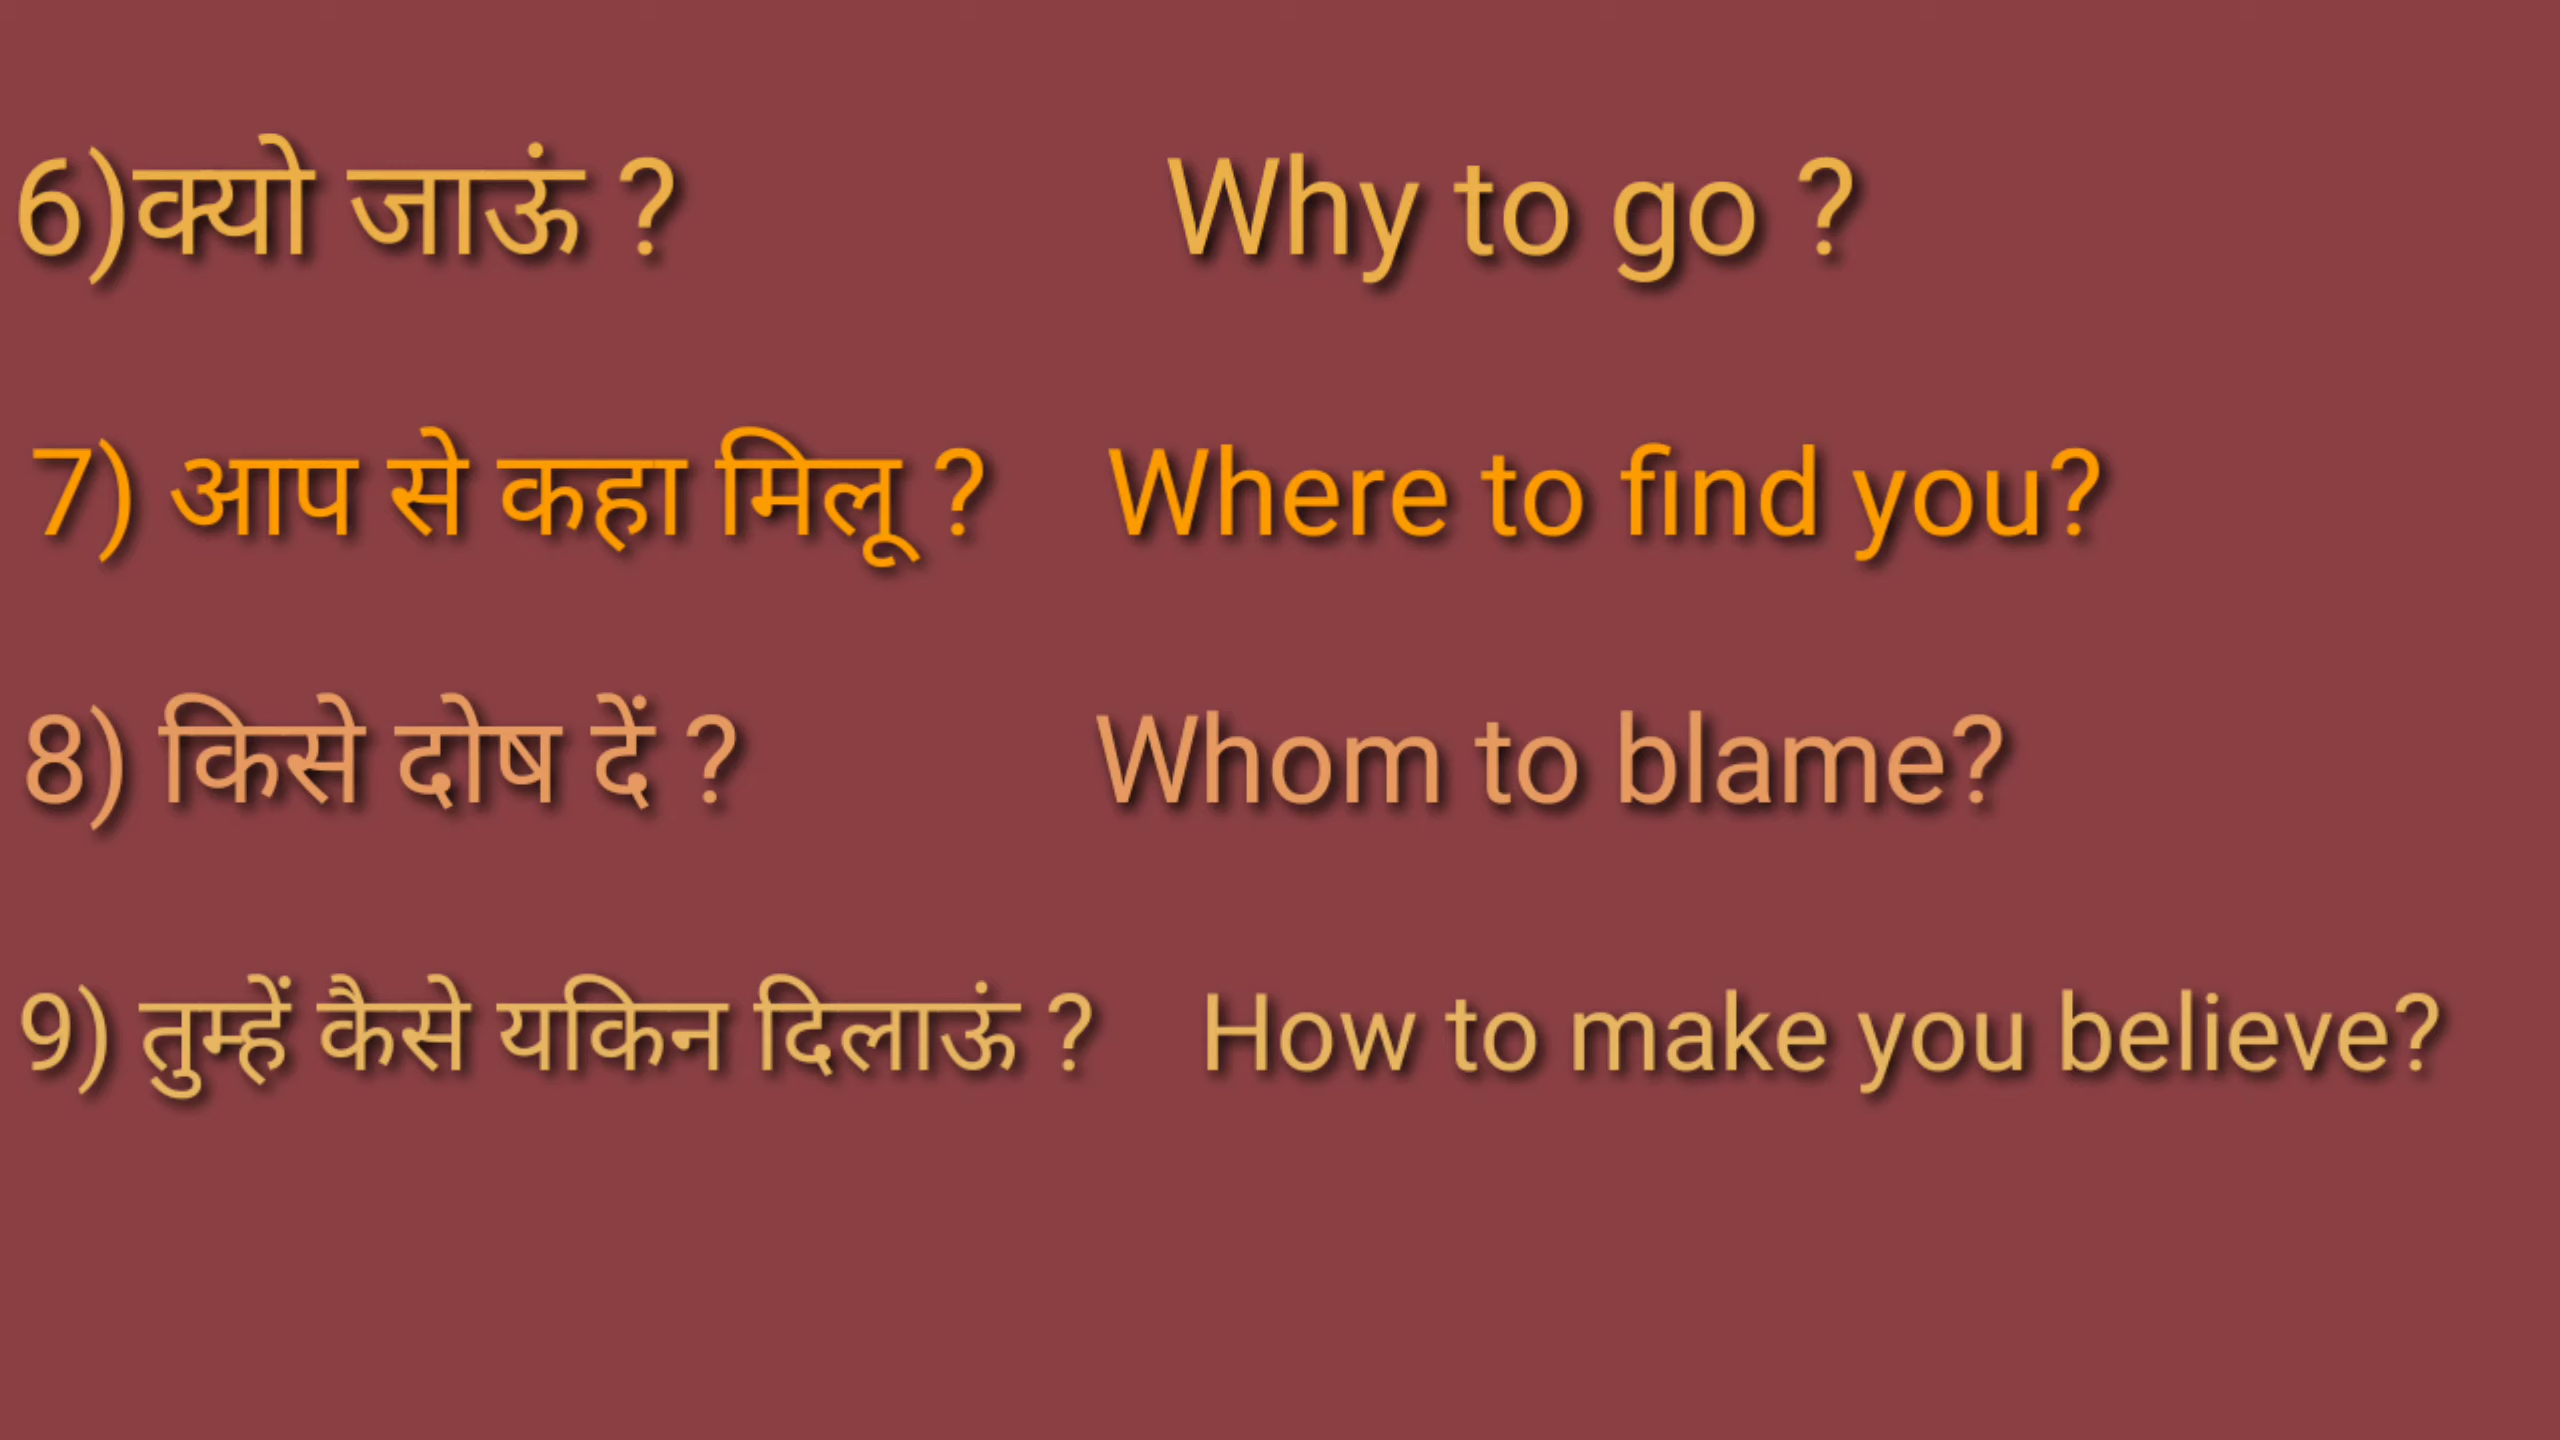 6)क्यो जाऊं ? Why to go ?
7) आप से कहा मिलू ? Where to find you?
8) किसे दोष दें ? Whom to blame?
9) तुम्हें कैसे यकिन दिलाऊं ? How to make you believe?